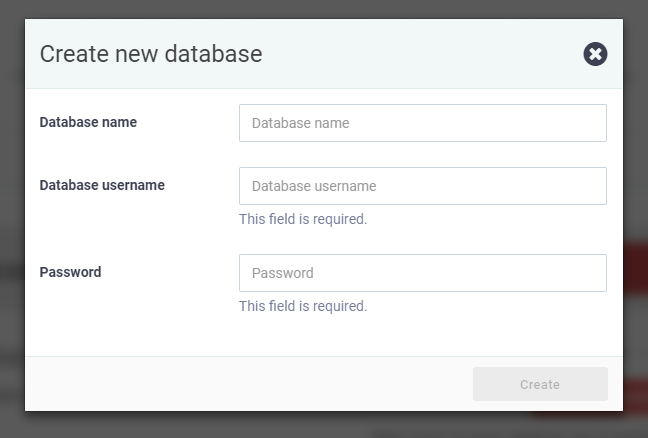 Create new database
Database name
Database name
Database username
Database username
This field is required.
Password
Password
This field is required.
Create